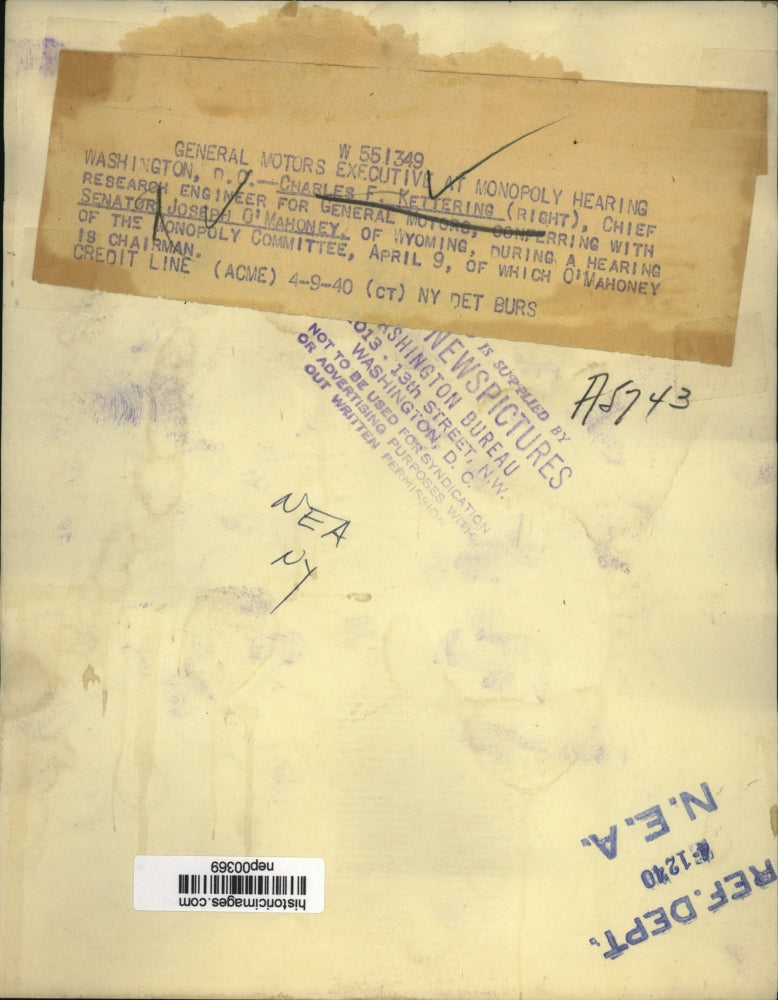 W 551349
GENERAL MOTORS EXECUTIVE AT MONOPOLY HEARING
WASHINGTON, D.C.--CHARLES F. KETTERING (RIGHT), CHIEF
RESEARCH ENGINEER FOR GENERAL MOTORS, CONFERRING WITH
SENATOR JOSEPH O'MAHONEY, OF WYOMING, DURING A HEARING
OF THE MONOPOLY COMMITTEE, APRIL 9, OF WHICH O'MAHONEY
IS CHAIRMAN.
CREDIT LINE (ACME) 4-9-40 (CT) NY DET BURS
IS SUPPLIED BY
NEWSPICTURES
WASHINGTON BUREAU
1013 - 13th STREET, N.W.
WASHINGTON, D. C.
NOT TO BE USED FOR SYNDICATION
OR ADVERTISING PURPOSES WITH-
OUT WRITTEN PERMISSION
A5743
NEA
NY
N.E.A.
4-1240
REF. DEPT.
historicimages.com
nep00369